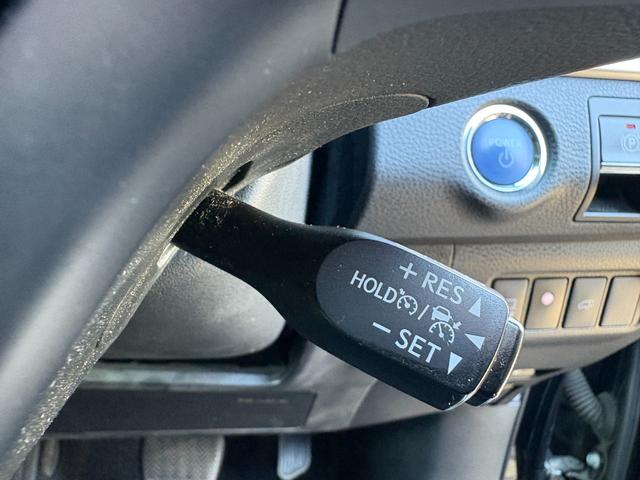 POWER
+ RES
HOLD /
− SET
P